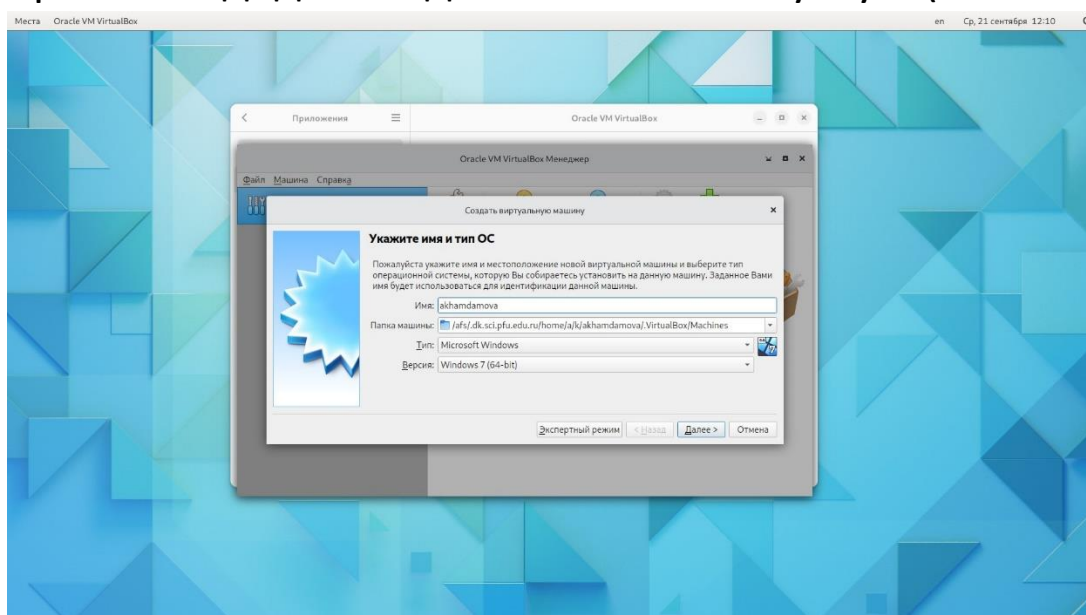 Места Oracle VM VirtualBox en Ср, 21 сентября 12:10
Приложения Oracle VM VirtualBox
Oracle VM VirtualBox Менеджер
Файл Машина Справка
Создать виртуальную машину
Укажите имя и тип ОС
Пожалуйста укажите имя и местоположение новой виртуальной машины и выберите тип
операционной системы, которую Вы собираетесь установить на данную машину. Заданное Вами
имя будет использоваться для идентификации данной машины.
Имя: akhamdamova
Папка машины: /afs/.dk.sci.pfu.edu.ru/home/a/k/akhamdamova/.VirtualBox/Machines
Тип: Microsoft Windows
Версия: Windows 7 (64-bit)
Экспертный режим < Назад Далее > Отмена